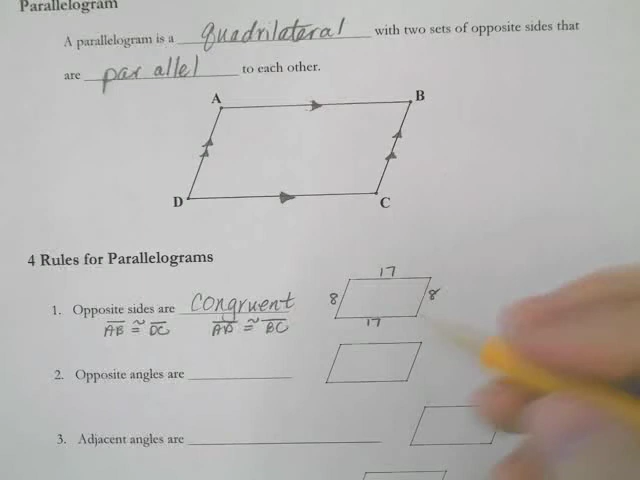 Parallelogram
A parallelogram is a quadrilateral with two sets of opposite sides that
are parallel to each other.
A B
D C
4 Rules for Parallelograms
17
1. Opposite sides are congruent 8 8
17
AB ≅ DC AD ≅ BC
2. Opposite angles are
3. Adjacent angles are